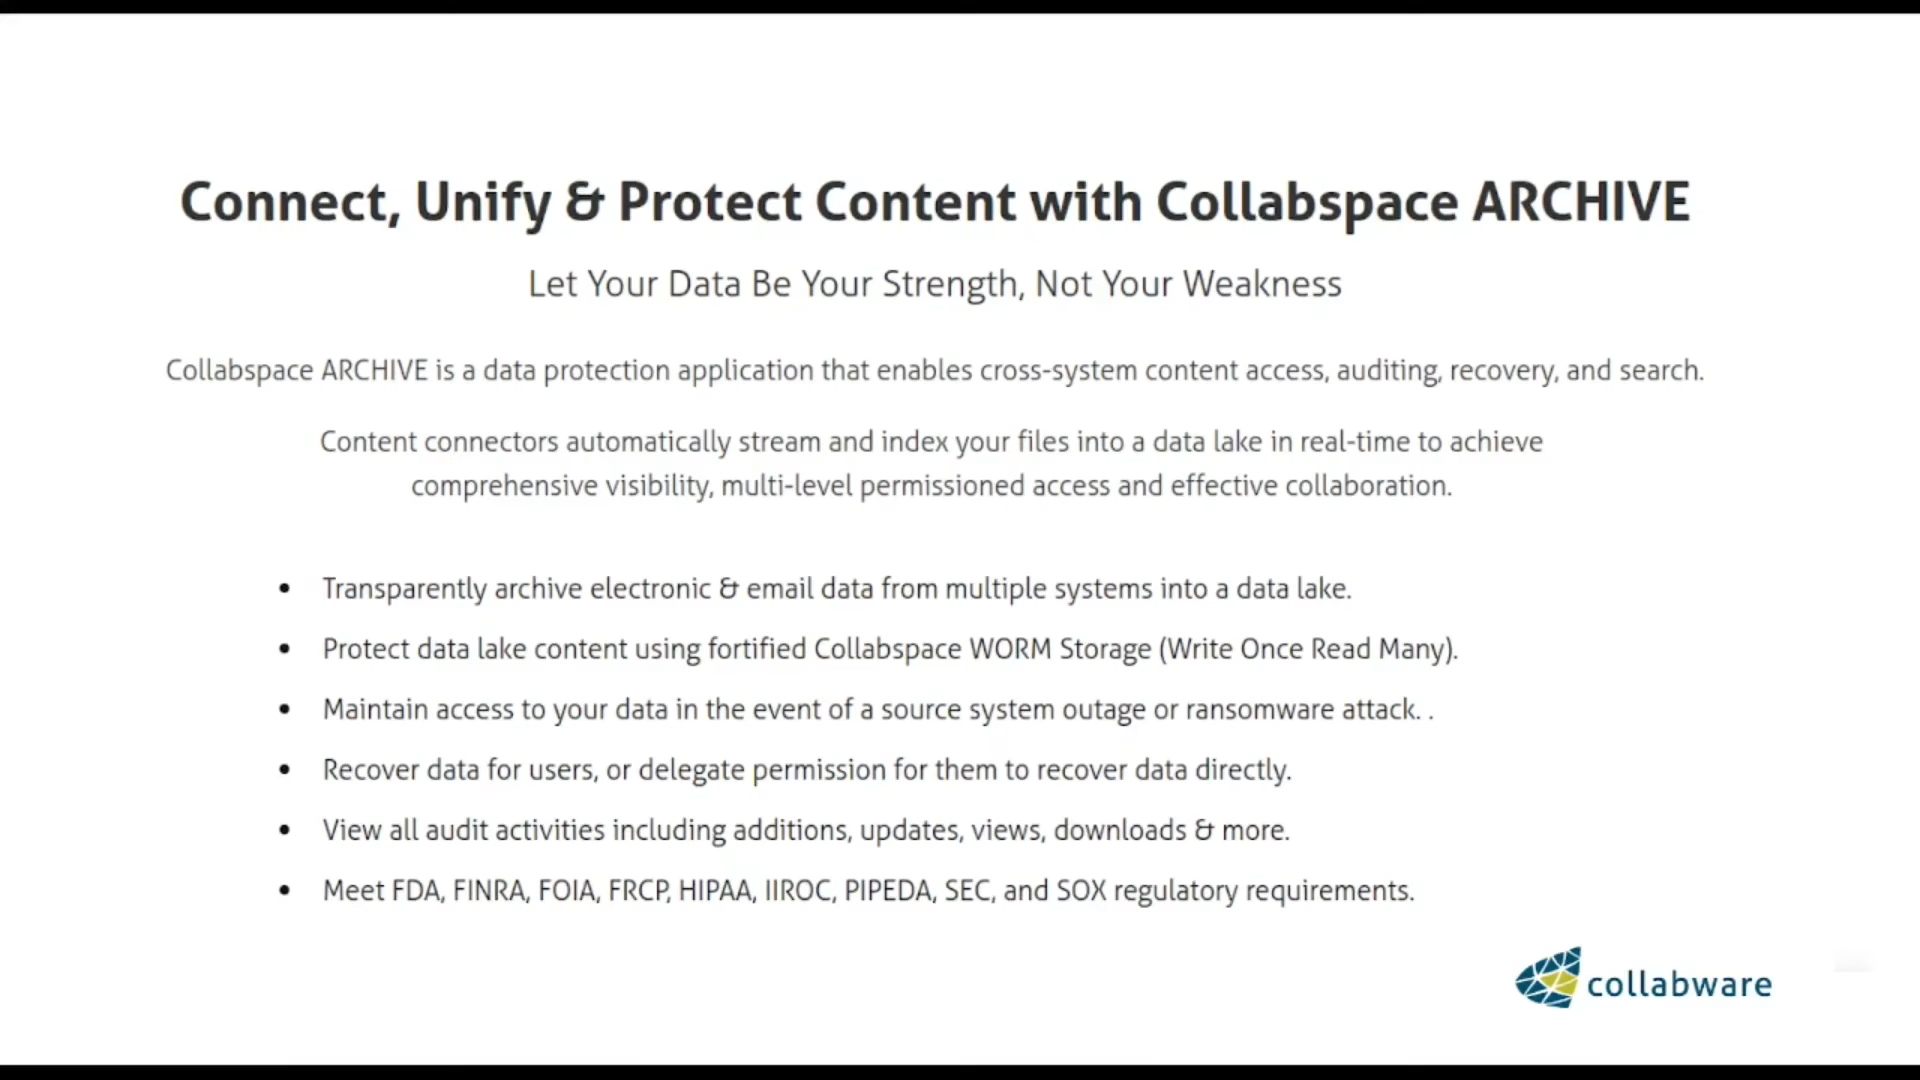 Connect, Unify & Protect Content with Collabspace ARCHIVE
Let Your Data Be Your Strength, Not Your Weakness
Collabspace ARCHIVE is a data protection application that enables cross-system content access, auditing, recovery, and search.
Content connectors automatically stream and index your files into a data lake in real-time to achieve
comprehensive visibility, multi-level permissioned access and effective collaboration.
• Transparently archive electronic & email data from multiple systems into a data lake.
• Protect data lake content using fortified Collabspace WORM Storage (Write Once Read Many).
• Maintain access to your data in the event of a source system outage or ransomware attack. .
• Recover data for users, or delegate permission for them to recover data directly.
• View all audit activities including additions, updates, views, downloads & more.
• Meet FDA, FINRA, FOIA, FRCP, HIPAA, IIROC, PIPEDA, SEC, and SOX regulatory requirements.
collabware